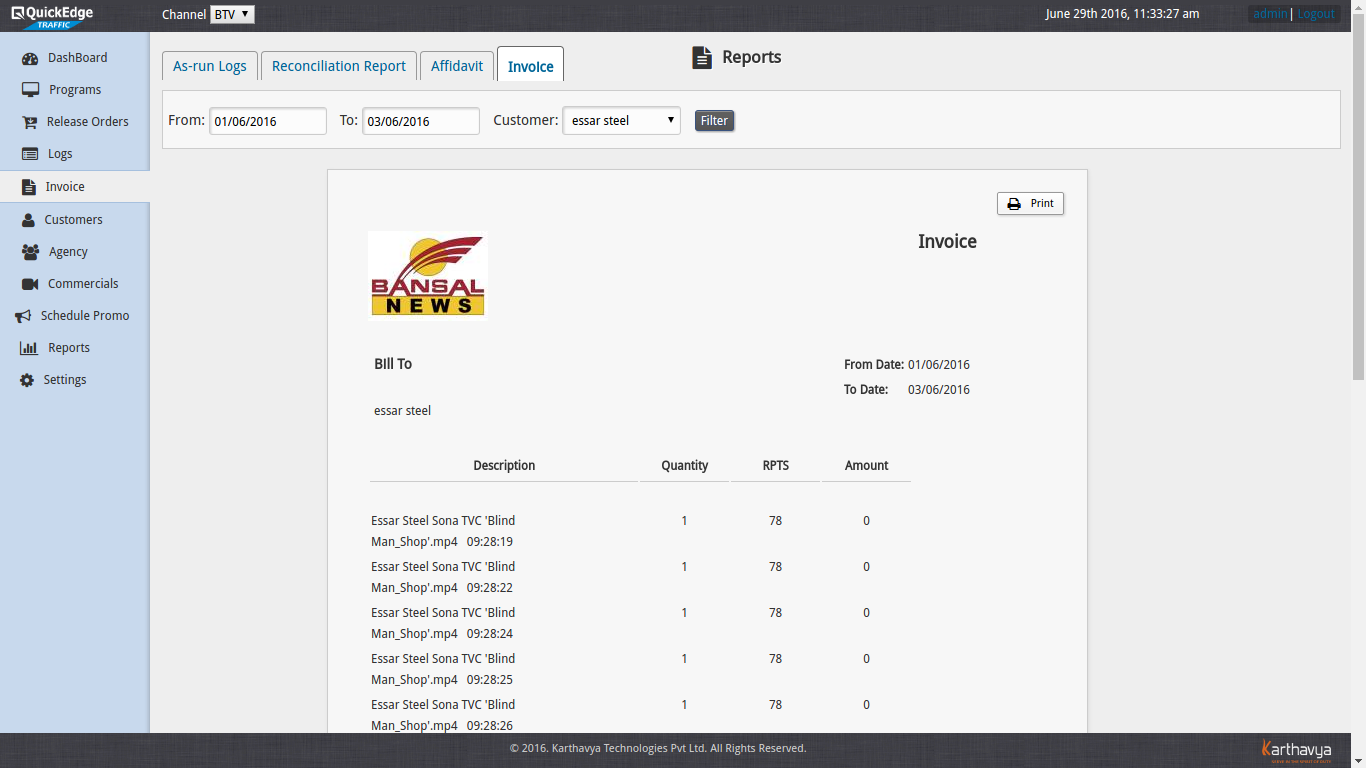 QuickEdge
TRAFFIC
Channel BTV
June 29th 2016, 11:33:27 am
admin| Logout
DashBoard
Programs
Release Orders
Logs
Invoice
Customers
Agency
Commercials
Schedule Promo
Reports
Settings
As-run Logs
Reconciliation Report
Affidavit
Invoice
Reports
From: 01/06/2016 To: 03/06/2016 Customer: essar steel Filter
Print
Invoice
BANSAL
NEWS
Bill To
From Date: 01/06/2016
To Date: 03/06/2016
essar steel
Description Quantity RPTS Amount
Essar Steel Sona TVC 'Blind 1 78 0
Man_Shop'.mp4 09:28:19
Essar Steel Sona TVC 'Blind 1 78 0
Man_Shop'.mp4 09:28:22
Essar Steel Sona TVC 'Blind 1 78 0
Man_Shop'.mp4 09:28:24
Essar Steel Sona TVC 'Blind 1 78 0
Man_Shop'.mp4 09:28:25
Essar Steel Sona TVC 'Blind 1 78 0
Man_Shop'.mp4 09:28:26
© 2016. Karthavya Technologies Pvt Ltd. All Rights Reserved.
Karthavya